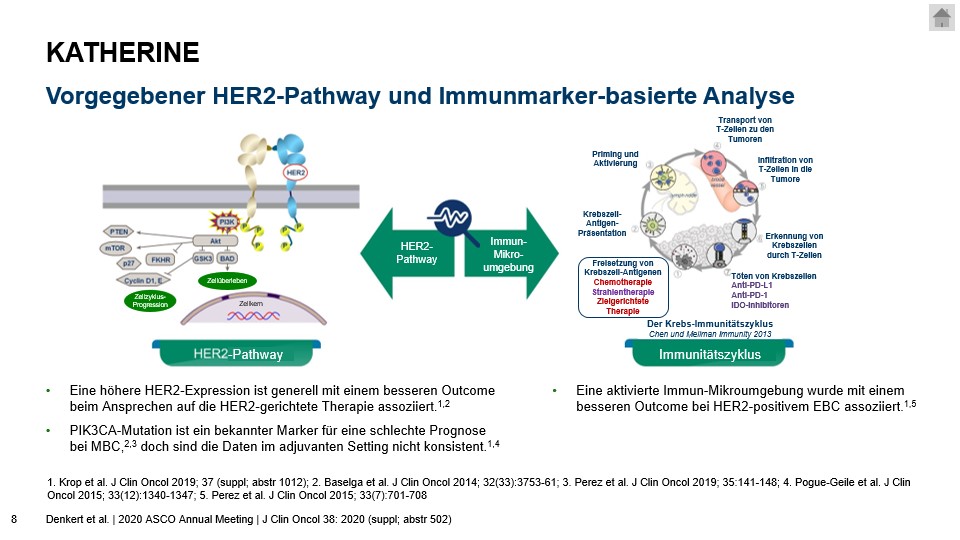 KATHERINE
Vorgegebener HER2-Pathway und Immunmarker-basierte Analyse
HER2
PI3K
PTEN
Akt
mTOR
p27
FKHR
GSK3
BAD
Cyclin D1, E
Zellüberleben
Zellzyklus-
Progression
Zellkern
HER2-Pathway
HER2-
Pathway
Immun-
Mikro-
umgebung
Transport von
T-Zellen zu den
Tumoren
Priming und
Aktivierung
Infiltration von
T-Zellen in die
Tumore
Krebszell-
Antigen-
Präsentation
Erkennung von
Krebszellen
durch T-Zellen
Freisetzung von
Krebszell-Antigenen
Chemotherapie
Strahlentherapie
Zielgerichtete
Therapie
Töten von Krebszellen
Anti-PD-L1
Anti-PD-1
IDO-Inhibitoren
Der Krebs-Immunitätszyklus
Chen und Mellman Immunity 2013
Immunitätszyklus
• Eine höhere HER2-Expression ist generell mit einem besseren Outcome
beim Ansprechen auf die HER2-gerichtete Therapie assoziiert.1,2
• PIK3CA-Mutation ist ein bekannter Marker für eine schlechte Prognose
bei MBC,2,3 doch sind die Daten im adjuvanten Setting nicht konsistent.1,4
• Eine aktivierte Immun-Mikroumgebung wurde mit einem
besseren Outcome bei HER2-positivem EBC assoziiert.1,5
1. Krop et al. J Clin Oncol 2019; 37 (suppl; abstr 1012); 2. Baselga et al. J Clin Oncol 2014; 32(33):3753-61; 3. Perez et al. J Clin Oncol 2019; 35:141-148; 4. Pogue-Geile et al. J Clin
Oncol 2015; 33(12):1340-1347; 5. Perez et al. J Clin Oncol 2015; 33(7):701-708
8 Denkert et al. | 2020 ASCO Annual Meeting | J Clin Oncol 38: 2020 (suppl; abstr 502)